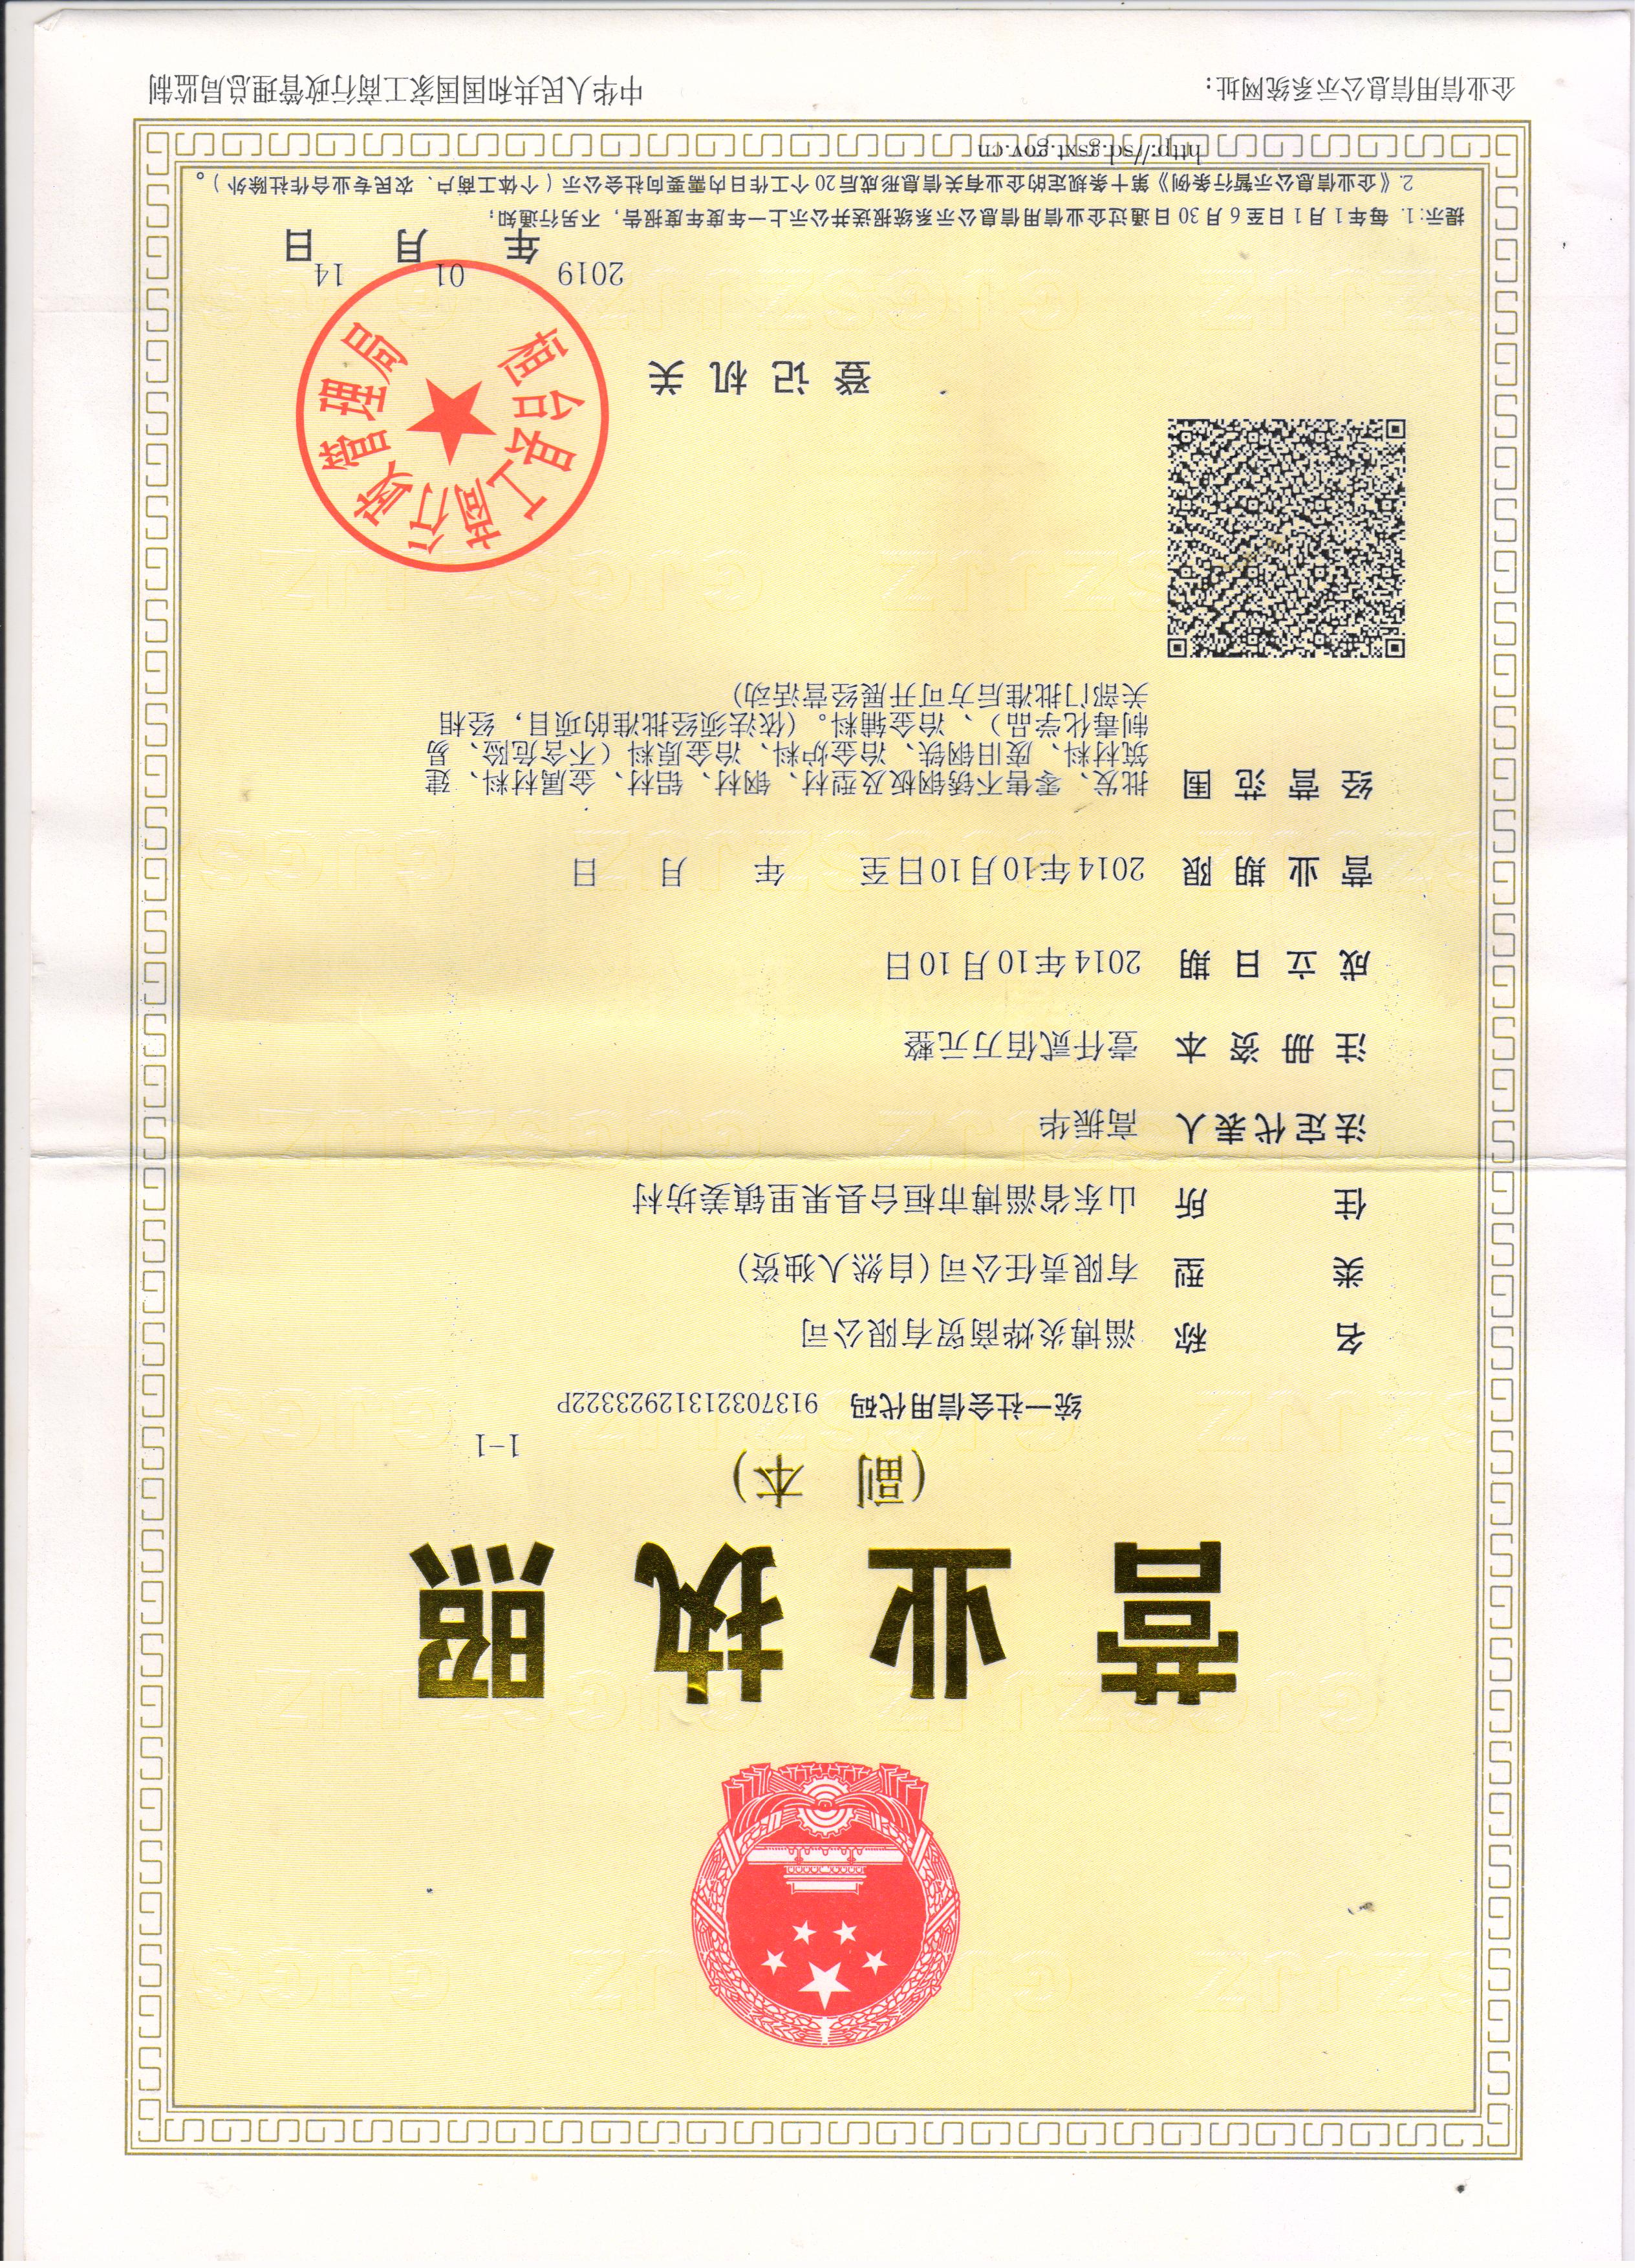 营业执照
(副 本)
1-1
统一社会信用代码 91370321312923322P
名 称 淄博炎烨商贸有限公司
类 型 有限责任公司(自然人独资)
住 所 山东省淄博市桓台县果里镇姜坊村
法定代表人 高振华
注册资本 壹仟贰佰万元整
成立日期 2014年10月10日
营业期限 2014年10月10日至 年 月 日
经营范围 批发、零售不锈钢板及型材、钢材、铝材、金属材料、建
筑材料、废旧钢铁、冶金炉料、冶金原料（不含危险、易
制毒化学品）、冶金辅料。(依法须经批准的项目，经相
关部门批准后方可开展经营活动)
登记机关
桓台县工商行政管理局
2019 01 14
年 月 日
提示：1. 每年1月1日至6月30日通过企业信用信息公示系统报送并公示上一年度年度报告，不另行通知；
2.《企业信息公示暂行条例》第十条规定的企业有关信息形成后20个工作日内需要向社会公示（个体工商户、农民专业合作社除外）。
http://sd.gsxt.gov.cn
企业信用信息公示系统网址：
中华人民共和国国家工商行政管理总局监制